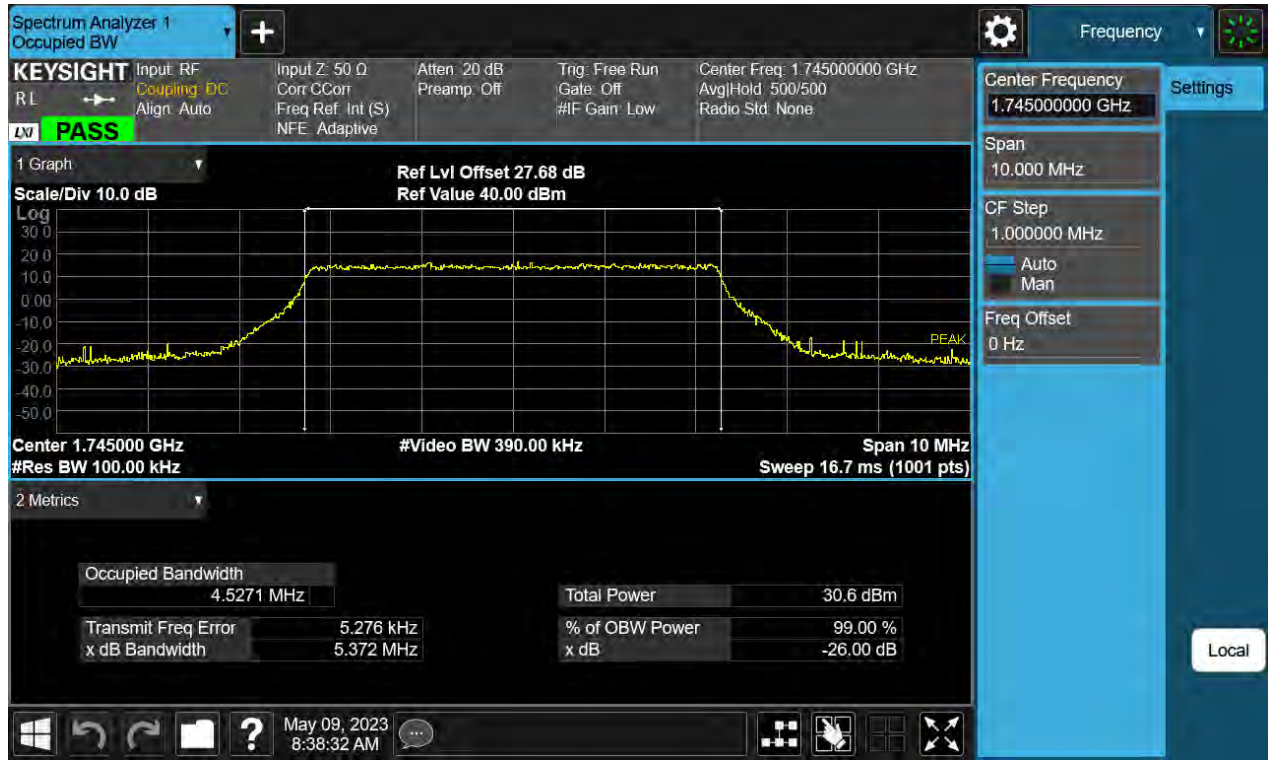 Spectrum Analyzer 1
Occupied BW
+
Frequency
KEYSIGHT
RL
LXI
PASS
Input: RF
Coupling: DC
Align: Auto
Input Z: 50 Ω
Corr CCorr
Freq Ref: Int (S)
NFE: Adaptive
Atten: 20 dB
Preamp: Off
Trig: Free Run
Gate: Off
#IF Gain: Low
Center Freq: 1.745000000 GHz
Avg|Hold: 500/500
Radio Std: None
1 Graph
Scale/Div 10.0 dB
Ref Lvl Offset 27.68 dB
Ref Value 40.00 dBm
Log
30.0
20.0
10.0
0.00
-10.0
-20.0
-30.0
-40.0
-50.0
PEAK
Center 1.745000 GHz
#Video BW 390.00 kHz
Span 10 MHz
#Res BW 100.00 kHz
Sweep 16.7 ms (1001 pts)
2 Metrics
Occupied Bandwidth
4.5271 MHz
Total Power 30.6 dBm
Transmit Freq Error 5.276 kHz
% of OBW Power 99.00 %
x dB Bandwidth 5.372 MHz
x dB -26.00 dB
Center Frequency
1.745000000 GHz
Settings
Span
10.000 MHz
CF Step
1.000000 MHz
Auto
Man
Freq Offset
0 Hz
Local
?
May 09, 2023
8:38:32 AM